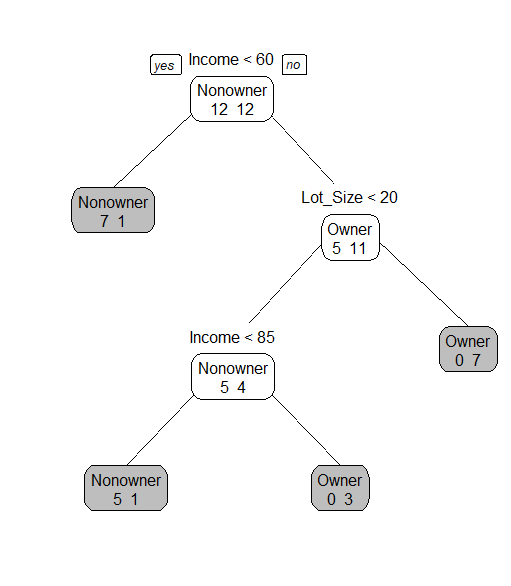 Income < 60
yes
no
Nonowner
12 12
Nonowner
7 1
Lot_Size < 20
Owner
5 11
Income < 85
Owner
0 7
Nonowner
5 4
Nonowner
5 1
Owner
0 3